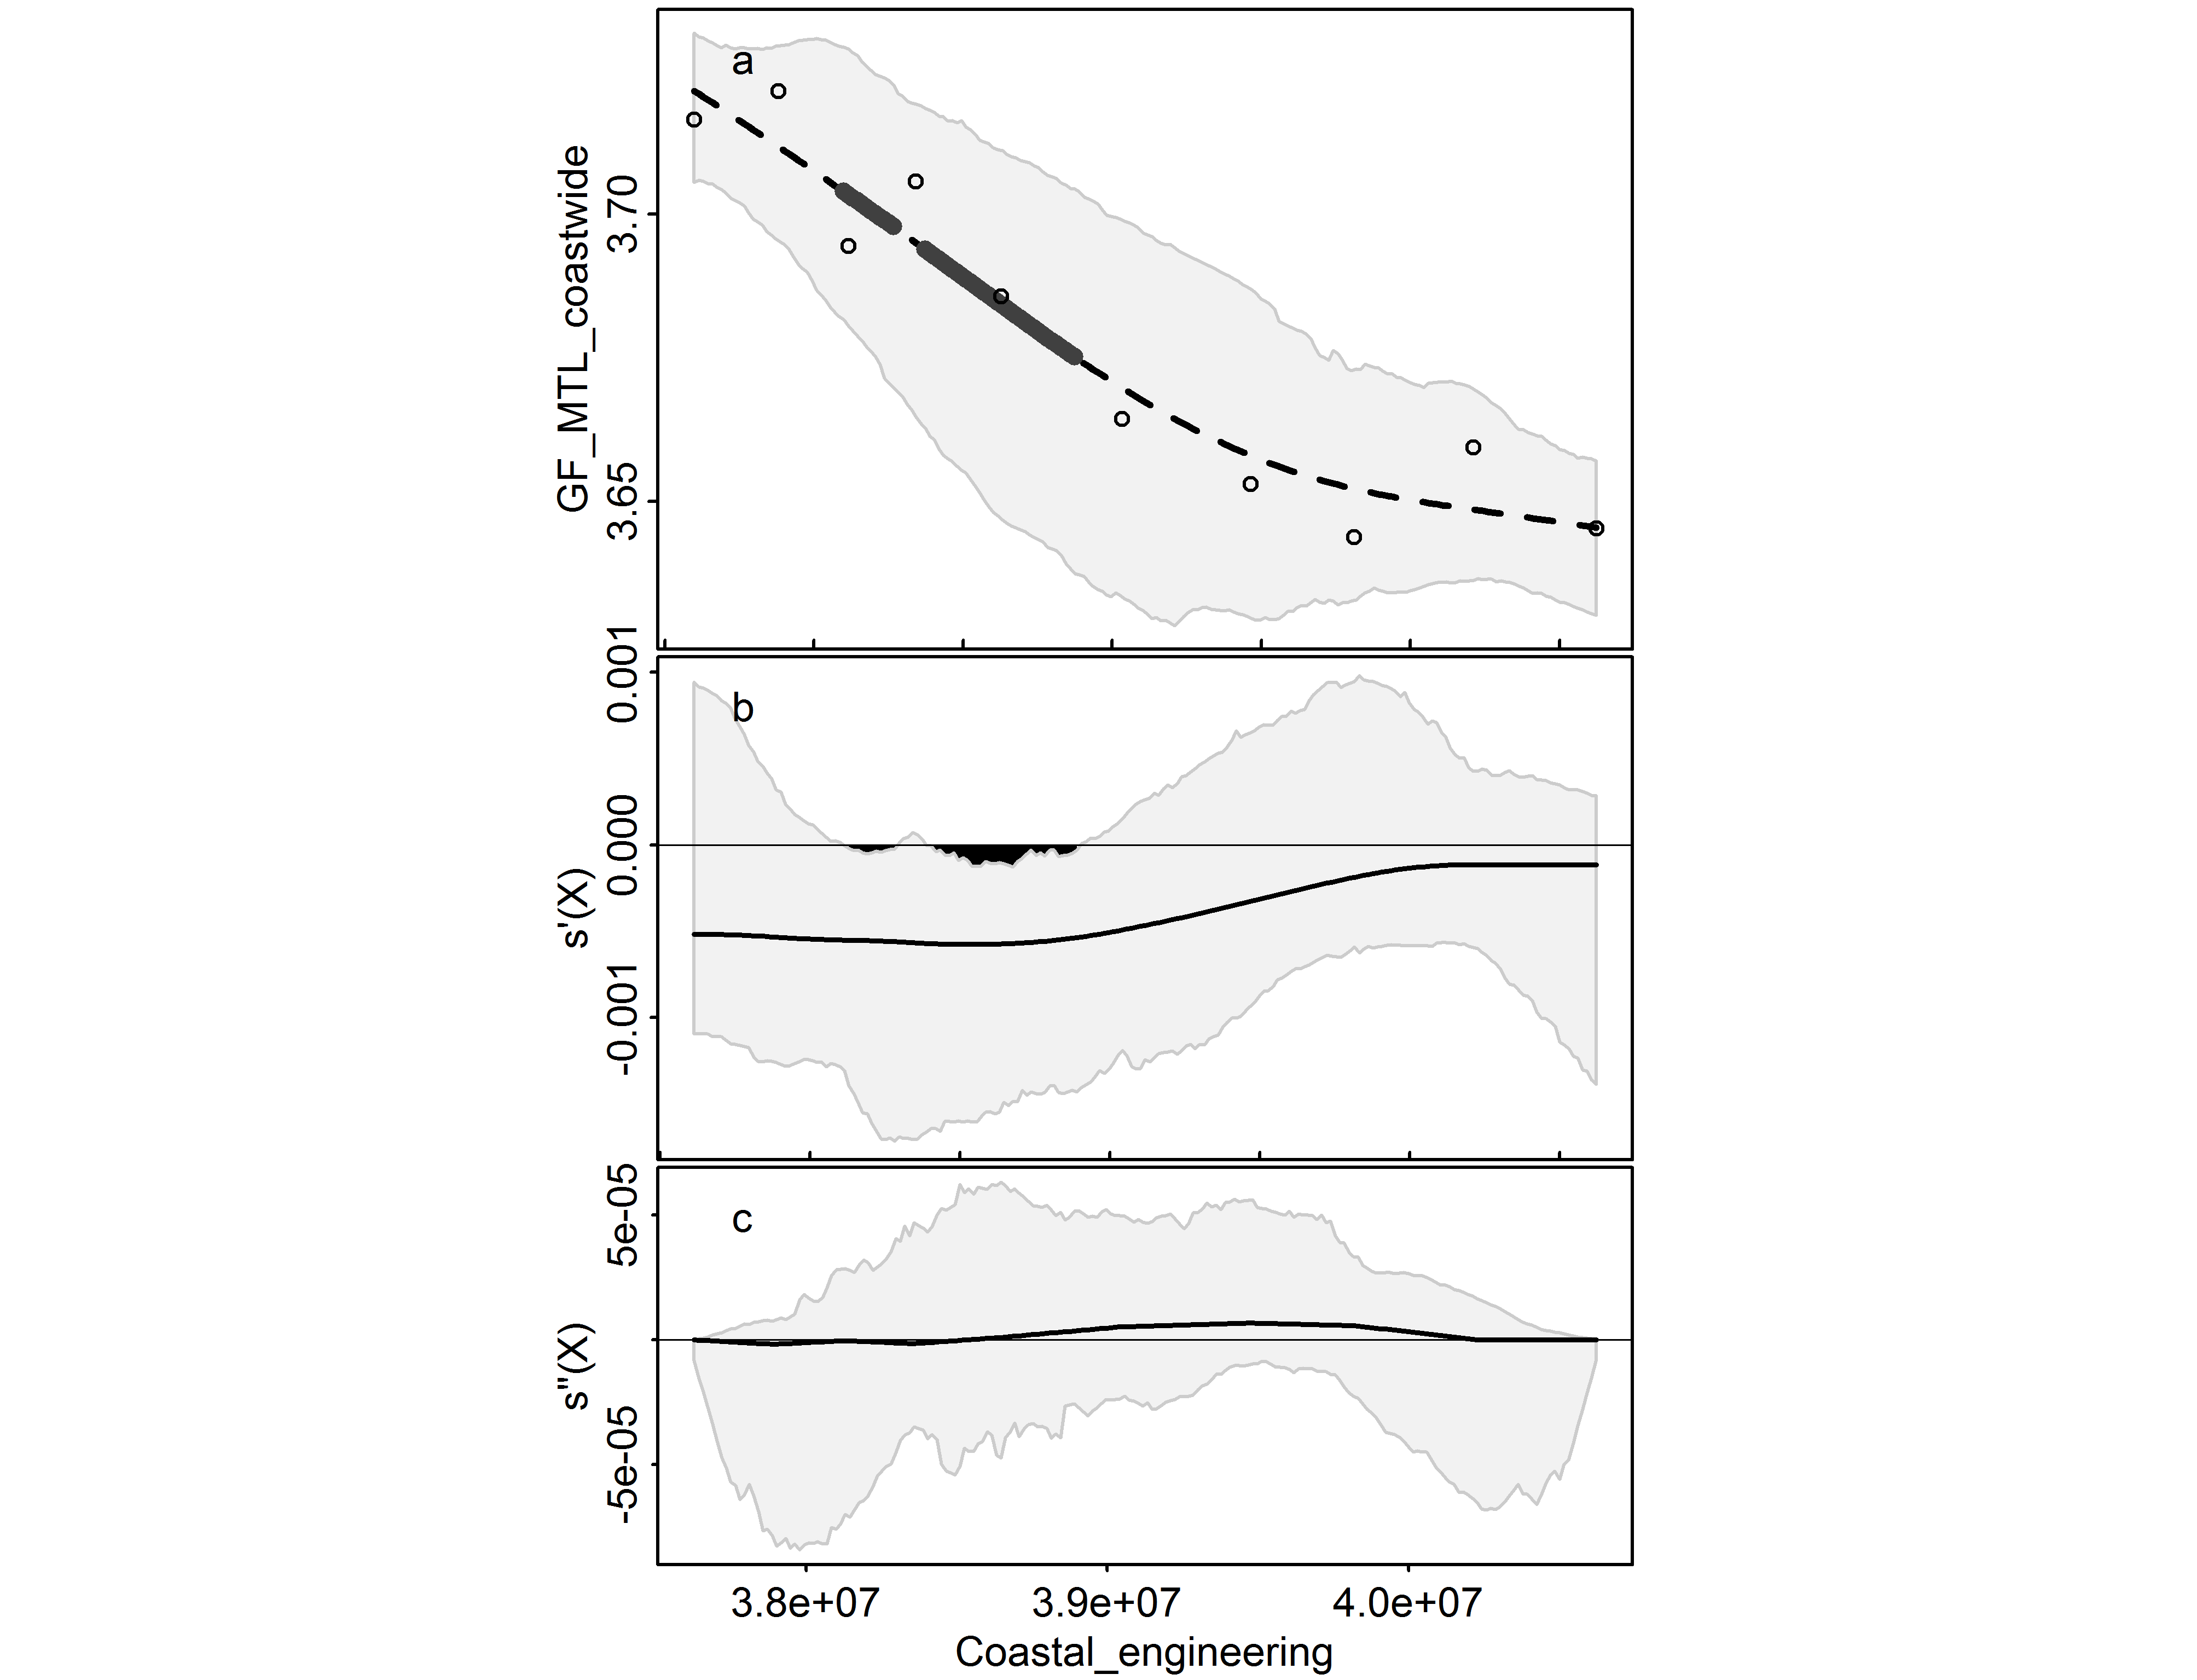 a
GF_MTL_coastwide
3.70
3.65
b
s'(X)
0.001
0.000
-0.001
c
s"(X)
5e-05
-5e-05
3.8e+07 3.9e+07 4.0e+07
Coastal_engineering